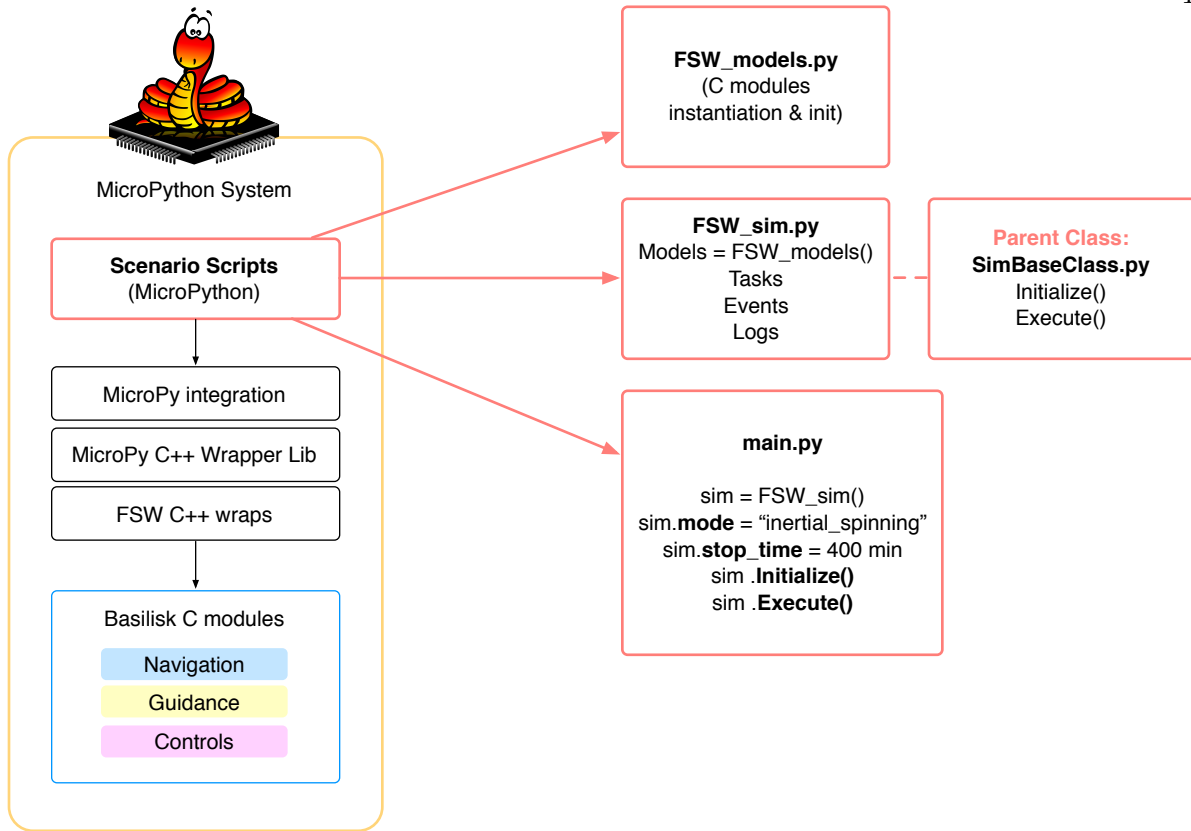 MicroPython System
Scenario Scripts
(MicroPython)
MicroPy integration
MicroPy C++ Wrapper Lib
FSW C++ wraps
Basilisk C modules
Navigation
Guidance
Controls
FSW_models.py
(C modules
instantiation & init)
FSW_sim.py
Models = FSW_models()
Tasks
Events
Logs
Parent Class:
SimBaseClass.py
Initialize()
Execute()
main.py
sim = FSW_sim()
sim.mode = “inertial_spinning”
sim.stop_time = 400 min
sim .Initialize()
sim .Execute()